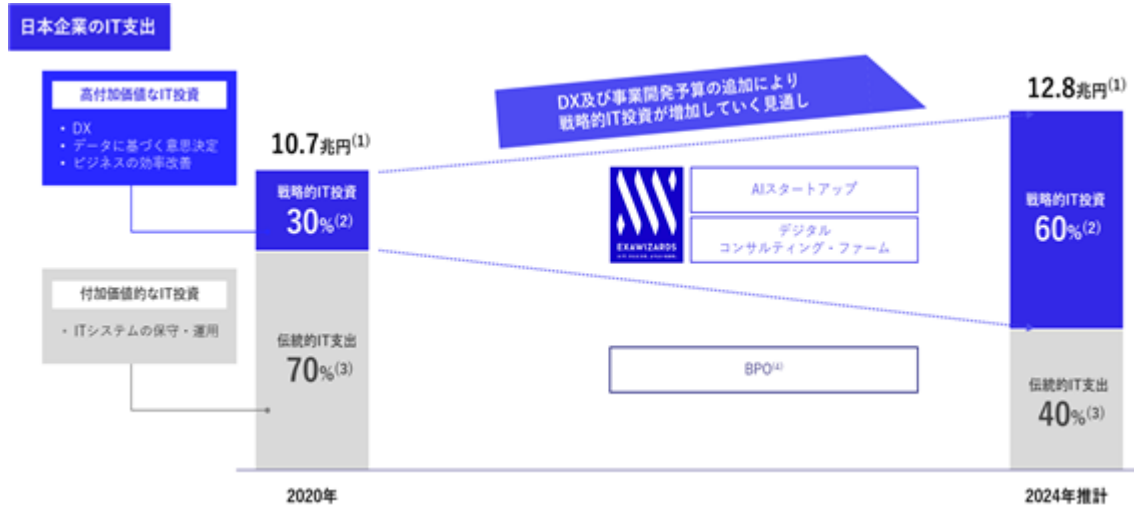 日本企業のIT支出
高付加価値なIT投資
• DX
• データに基づく意思決定
• ビジネスの効率改善
付加価値的なIT投資
• ITシステムの保守・運用
10.7兆円(1)
戦略的IT投資
30%(2)
伝統的IT支出
70%(3)
2020年
DX及び事業開発予算の追加により
戦略的IT投資が増加していく見通し
EXAWIZARDS
AIスタートアップ
デジタル
コンサルティング・ファーム
BPO(4)
12.8兆円(1)
戦略的IT投資
60%(2)
伝統的IT支出
40%(3)
2024年推計